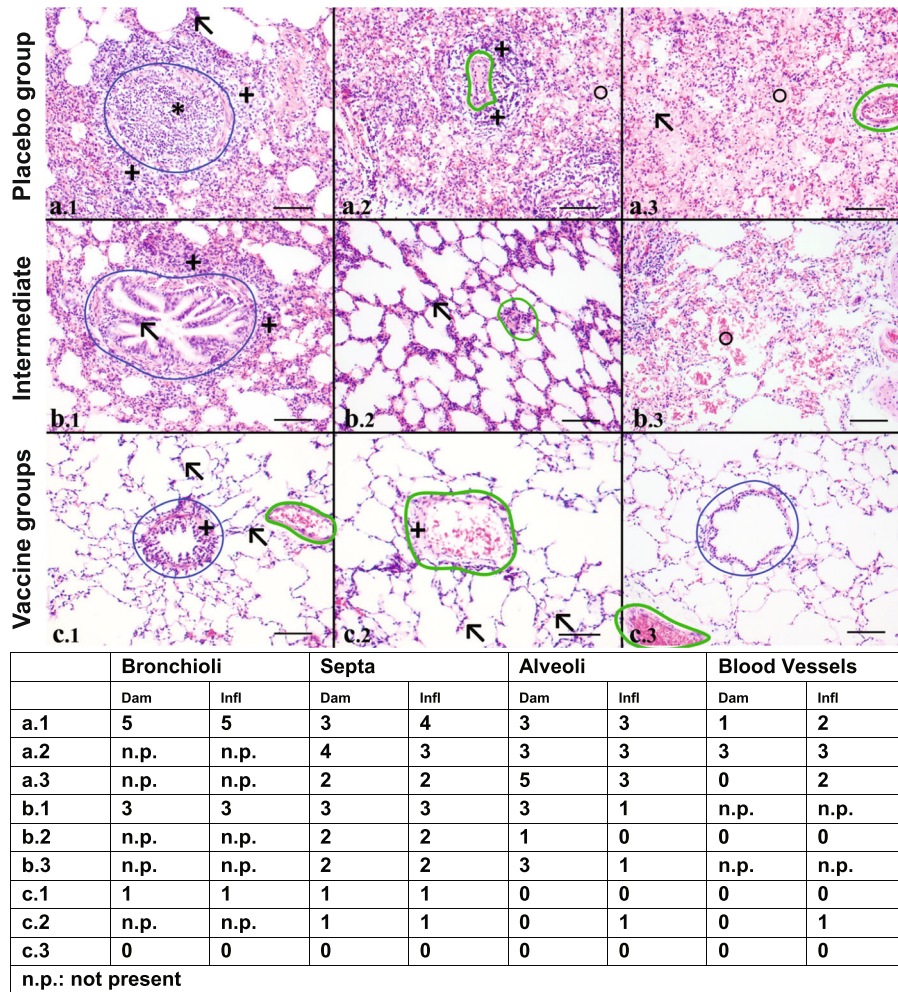 Placebo group
a.1 a.2 a.3
Intermediate
b.1 b.2 b.3
Vaccine groups
c.1 c.2 c.3
Bronchioli Septa Alveoli Blood Vessels
Dam Infl Dam Infl Dam Infl Dam Infl
a.1 5 5 3 4 3 3 1 2
a.2 n.p. n.p. 4 3 3 3 3 3
a.3 n.p. n.p. 2 2 5 3 0 2
b.1 3 3 3 3 3 1 n.p. n.p.
b.2 n.p. n.p. 2 2 1 0 0 0
b.3 n.p. n.p. 2 2 3 1 n.p. n.p.
c.1 1 1 1 1 0 0 0 0
c.2 n.p. n.p. 1 1 0 1 0 1
c.3 0 0 0 0 0 0 0 0
n.p.: not present